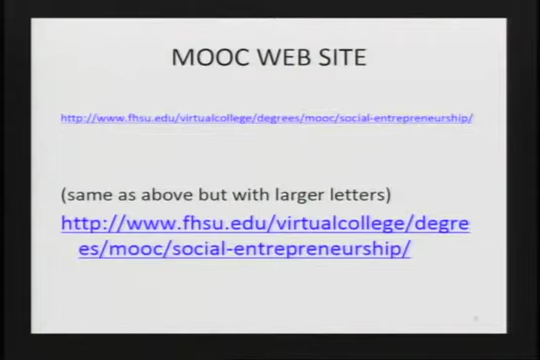 MOOC WEB SITE
http://www.fhsu.edu/virtualcollege/degrees/mooc/social-entrepreneurship/
(same as above but with larger letters)
http://www.fhsu.edu/virtualcollege/degre
es/mooc/social-entrepreneurship/